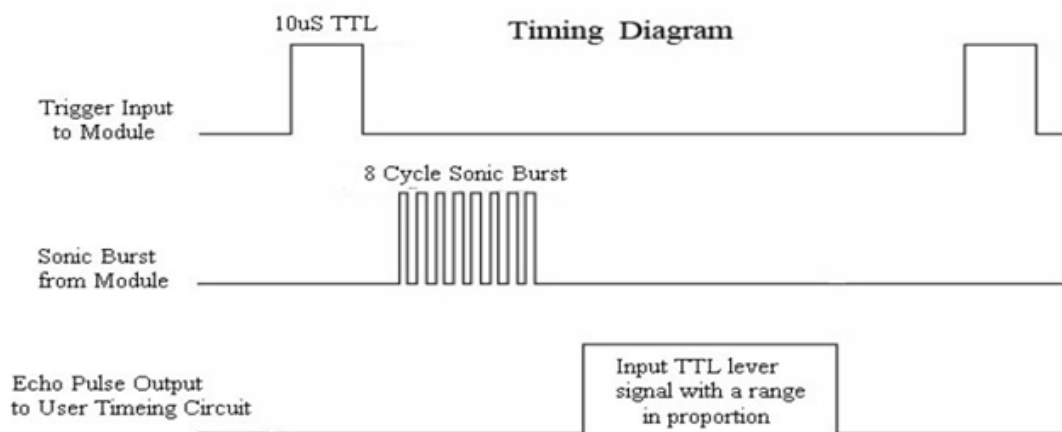 10uS TTL
Timing Diagram
Trigger Input
to Module
8 Cycle Sonic Burst
Sonic Burst
from Module
Echo Pulse Output
to User Timeing Circuit
Input TTL lever
signal with a range
in proportion